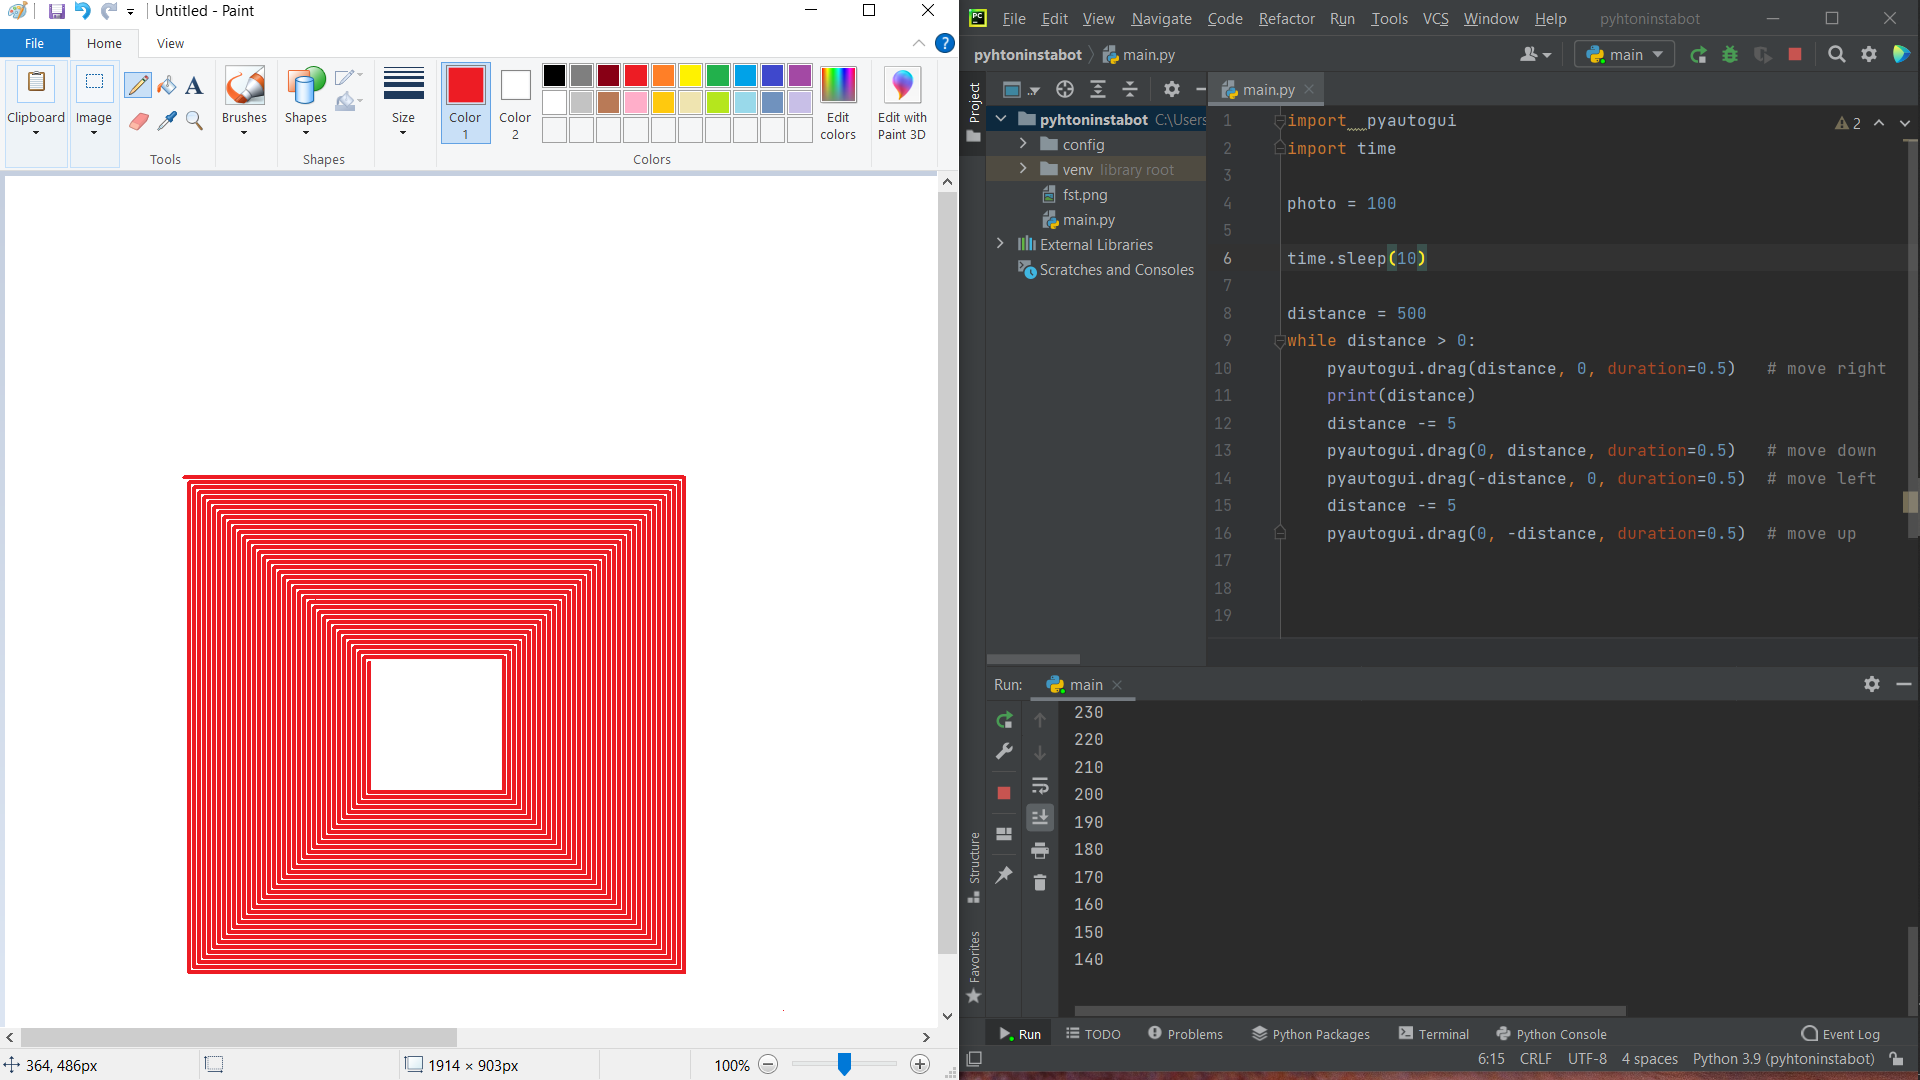 Untitled - Paint
File Home View
Clipboard
Image
Tools
Brushes
Shapes
Shapes
Size
Color 1
Color 2
Colors
Edit colors
Edit with Paint 3D
364, 486px
1914 × 903px
100%
File Edit View Navigate Code Refactor Run Tools VCS Window Help pyhtoninstabot
pyhtoninstabot main.py
main
Project
pyhtoninstabot C:\Users
config
venv library root
fst.png
main.py
External Libraries
Scratches and Consoles
main.py
2
1 import pyautogui
2 import time
3
4 photo = 100
5
6 time.sleep(10)
7
8 distance = 500
9 while distance > 0:
10 pyautogui.drag(distance, 0, duration=0.5) # move right
11 print(distance)
12 distance -= 5
13 pyautogui.drag(0, distance, duration=0.5) # move down
14 pyautogui.drag(-distance, 0, duration=0.5) # move left
15 distance -= 5
16 pyautogui.drag(0, -distance, duration=0.5) # move up
17
18
19
Run: main
230
220
210
200
190
180
170
160
150
140
Structure
Favorites
Run TODO Problems Python Packages Terminal Python Console Event Log
6:15 CRLF UTF-8 4 spaces Python 3.9 (pyhtoninstabot)